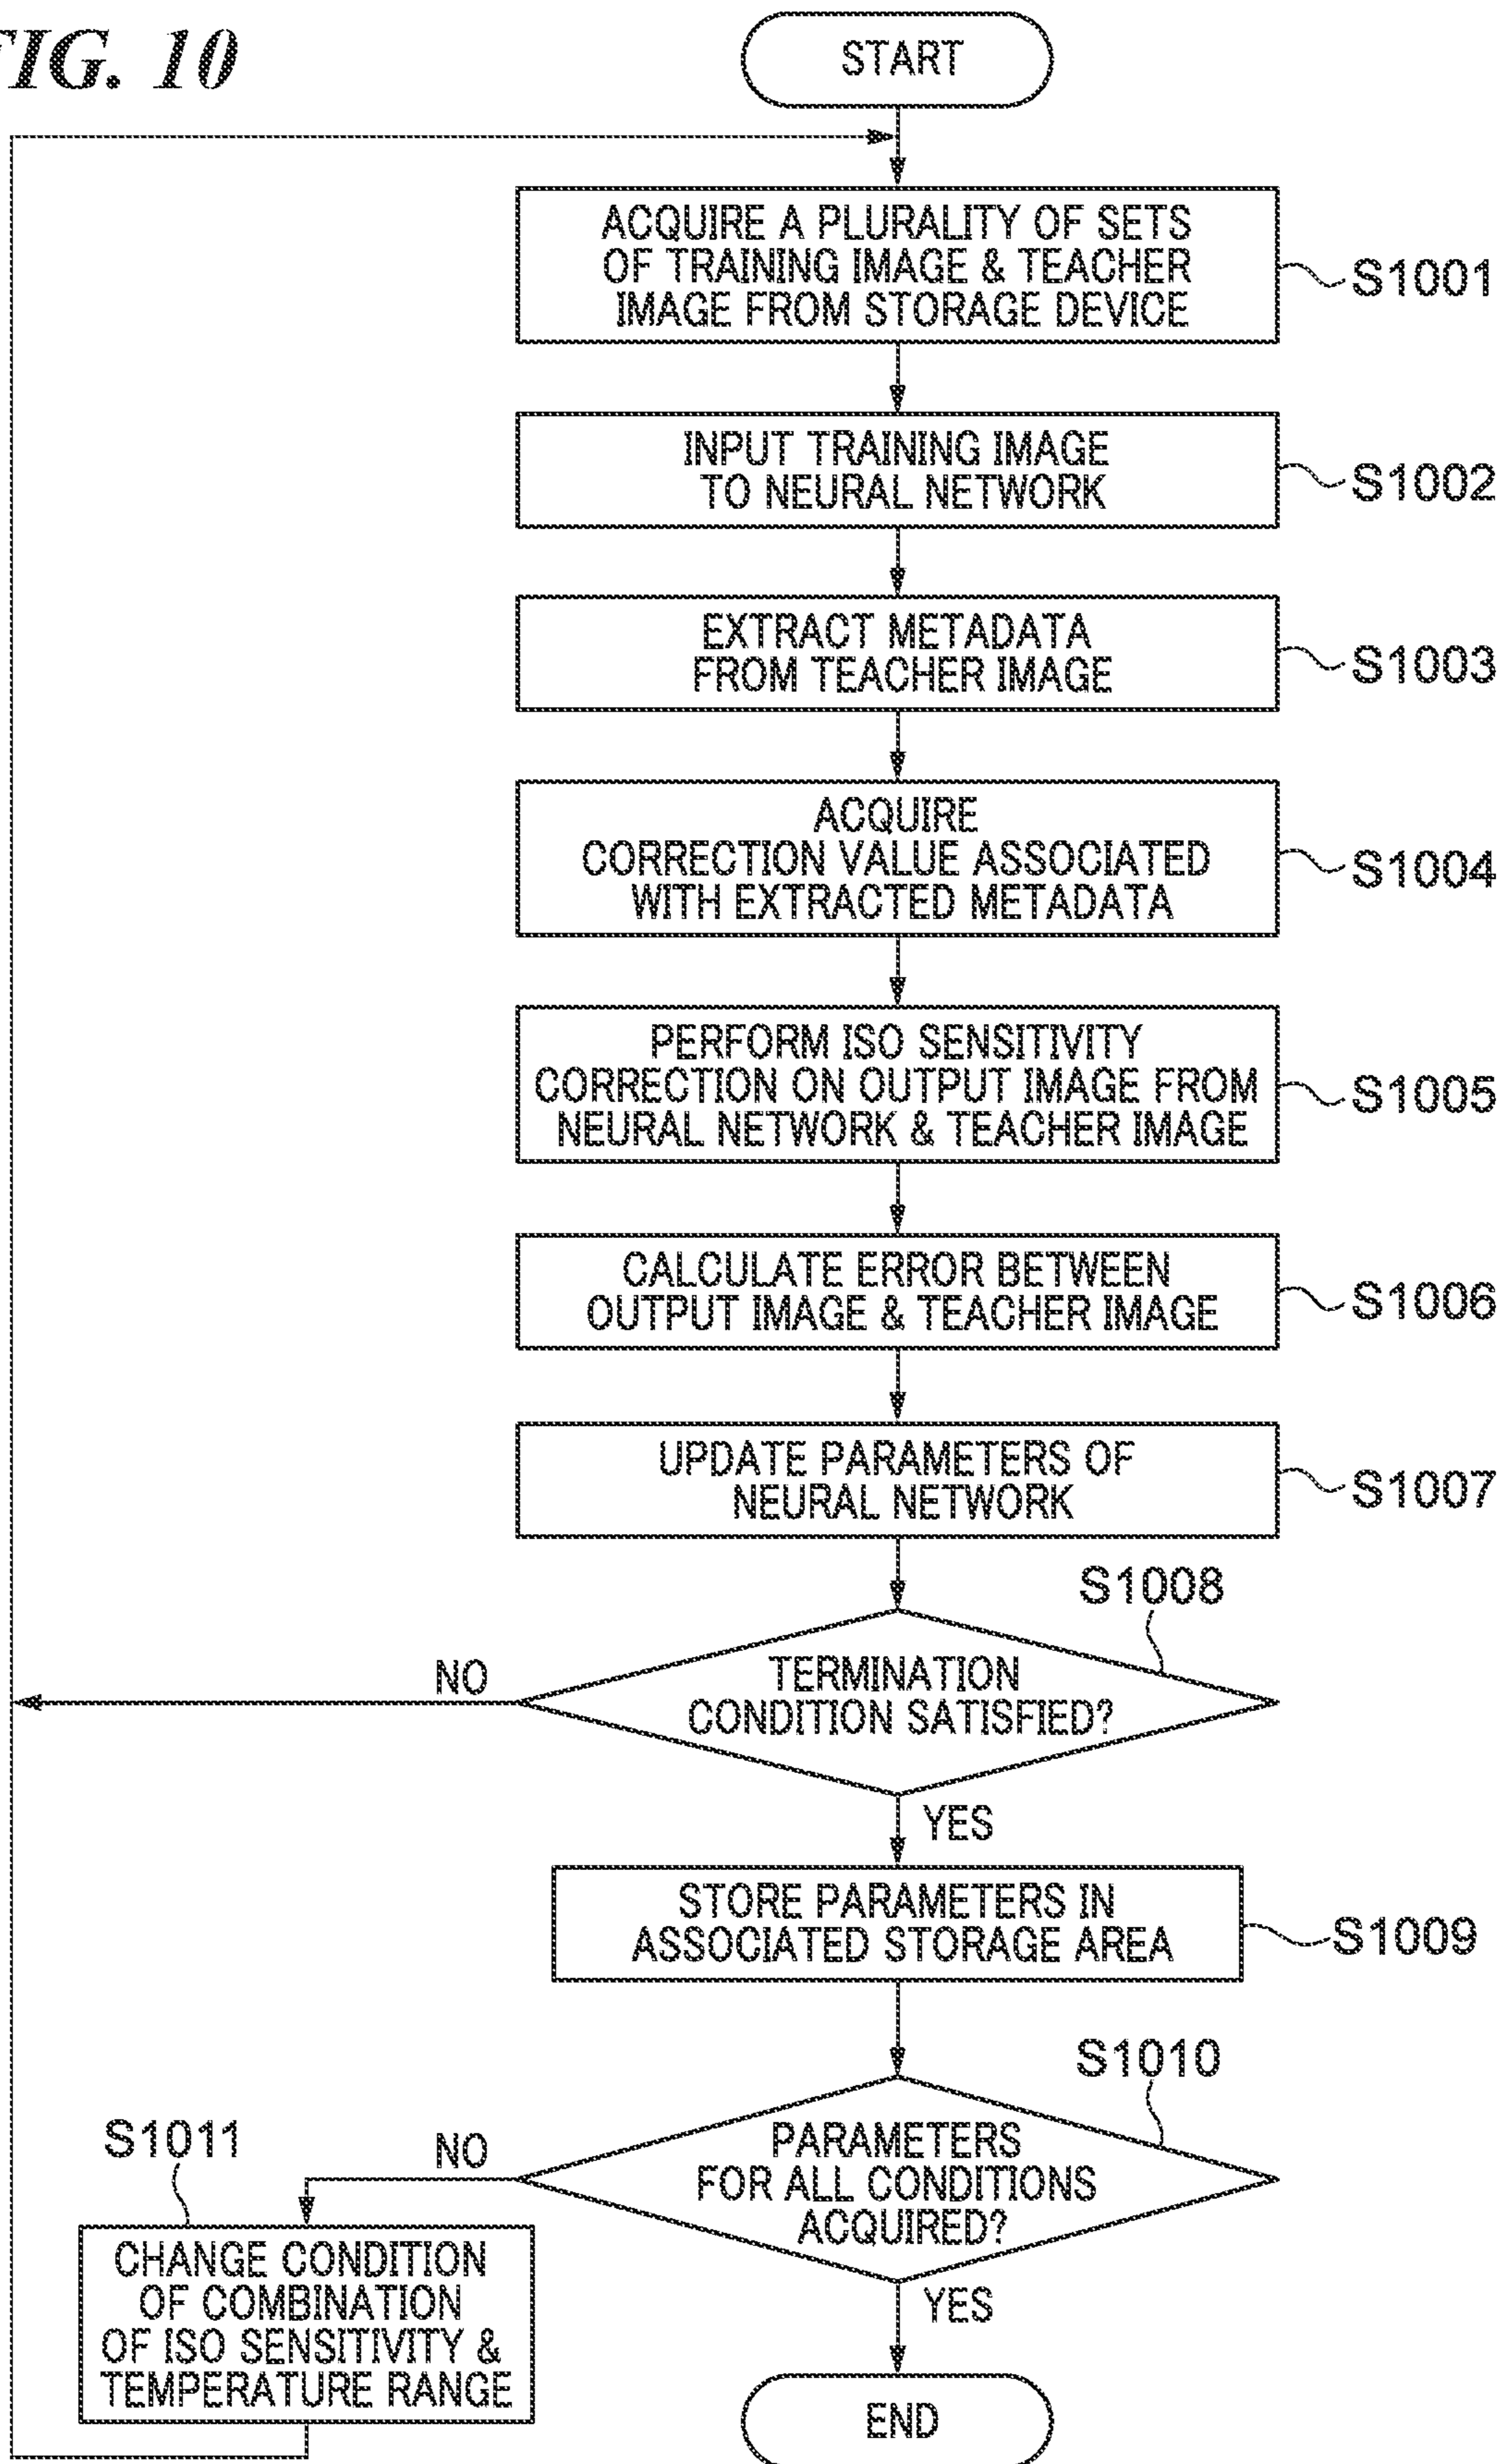 FIG. 10
START
ACQUIRE A PLURALITY OF SETS
OF TRAINING IMAGE & TEACHER
IMAGE FROM STORAGE DEVICE
S1001
INPUT TRAINING IMAGE
TO NEURAL NETWORK
S1002
EXTRACT METADATA
FROM TEACHER IMAGE
S1003
ACQUIRE
CORRECTION VALUE ASSOCIATED
WITH EXTRACTED METADATA
S1004
PERFORM ISO SENSITIVITY
CORRECTION ON OUTPUT IMAGE FROM
NEURAL NETWORK & TEACHER IMAGE
S1005
CALCULATE ERROR BETWEEN
OUTPUT IMAGE & TEACHER IMAGE
S1006
UPDATE PARAMETERS OF
NEURAL NETWORK
S1007
S1008
TERMINATION
CONDITION SATISFIED?
NO
YES
STORE PARAMETERS IN
ASSOCIATED STORAGE AREA
S1009
S1010
PARAMETERS
FOR ALL CONDITIONS
ACQUIRED?
NO
S1011
CHANGE CONDITION
OF COMBINATION
OF ISO SENSITIVITY &
TEMPERATURE RANGE
YES
END